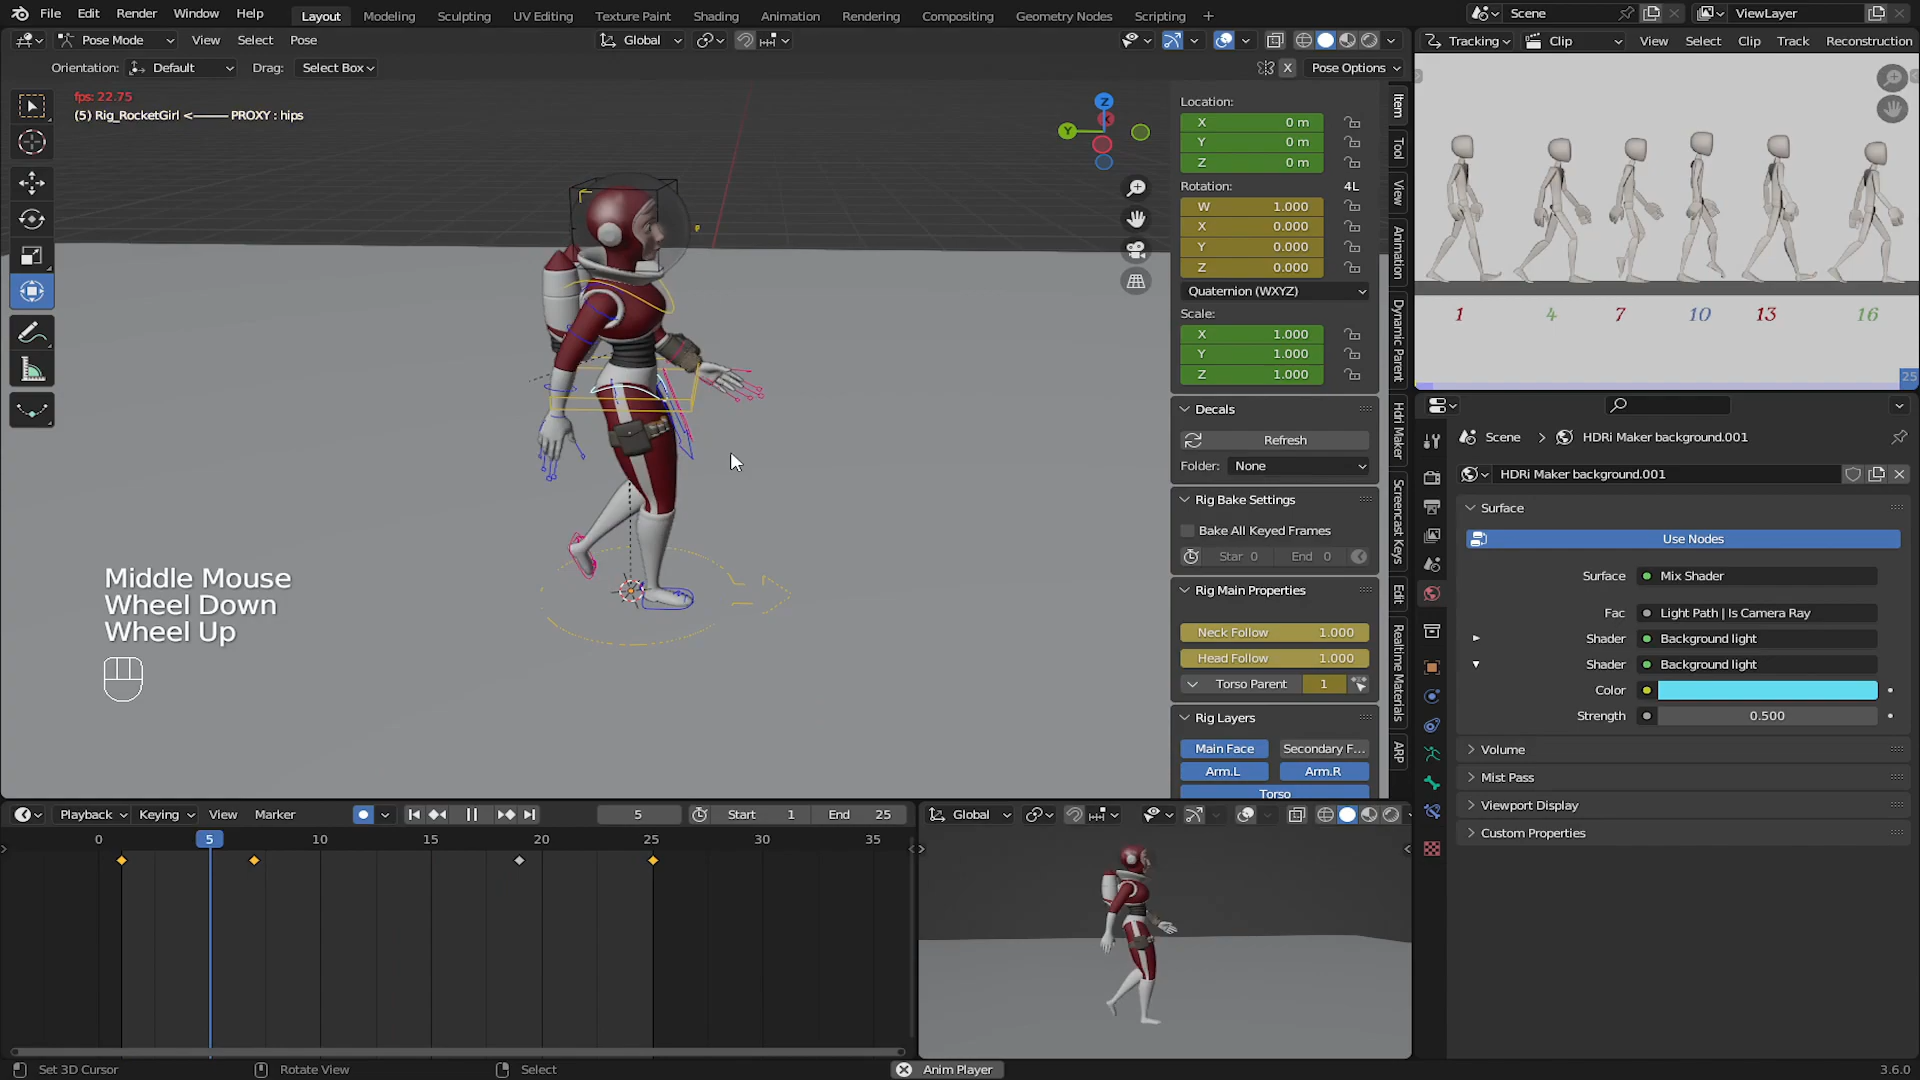 File Edit Render Window Help
Layout Modeling Sculpting UV Editing Texture Paint Shading Animation Rendering Compositing Geometry Nodes Scripting +
Scene ViewLayer
Pose Mode View Select Pose Global
Tracking Clip View Select Clip Track Reconstruction
Orientation: Default Drag: Select Box X Pose Options
fps: 22.75
(5) Rig_RocketGirl <——— PROXY : hips
Z
Y
Location:
X 0 m
Y 0 m
Z 0 m
Rotation: 4L
W 1.000
X 0.000
Y 0.000
Z 0.000
Quaternion (WXYZ)
Scale:
X 1.000
Y 1.000
Z 1.000
Decals
Refresh
Folder: None
Rig Bake Settings
Bake All Keyed Frames
Star 0 End 0
Rig Main Properties
Neck Follow 1.000
Head Follow 1.000
Torso Parent 1
Rig Layers
Main Face Secondary F...
Arm.L Arm.R
Torso
Item
Tool
View
Animation
Dynamic Parent
Hdri Maker
Screencast Keys
Edit
Realtime Materials
ARP
1 4 7 10 13 16
25
Scene > HDRi Maker background.001
HDRi Maker background.001
Surface
Use Nodes
Surface Mix Shader
Fac Light Path | Is Camera Ray
Shader Background light
Shader Background light
Color
Strength 0.500
Volume
Mist Pass
Viewport Display
Custom Properties
Middle Mouse
Wheel Down
Wheel Up
Playback Keying View Marker 5 Start 1 End 25
Global
0 5 10 15 20 25 30 35
Set 3D Cursor Rotate View Select Anim Player 3.6.0